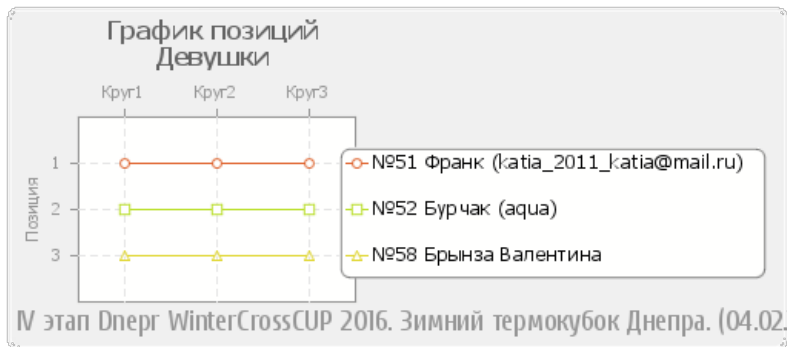 График позиций
Девушки
Круг1 Круг2 Круг3
Позиция
1 №51 Франк (katia_2011_katia@mail.ru)
2 №52 Бурчак (aqua)
3 №58 Брынза Валентина
IV этап Dnepr WinterCrossCUP 2016. Зимний термокубок Днепра. (04.02.